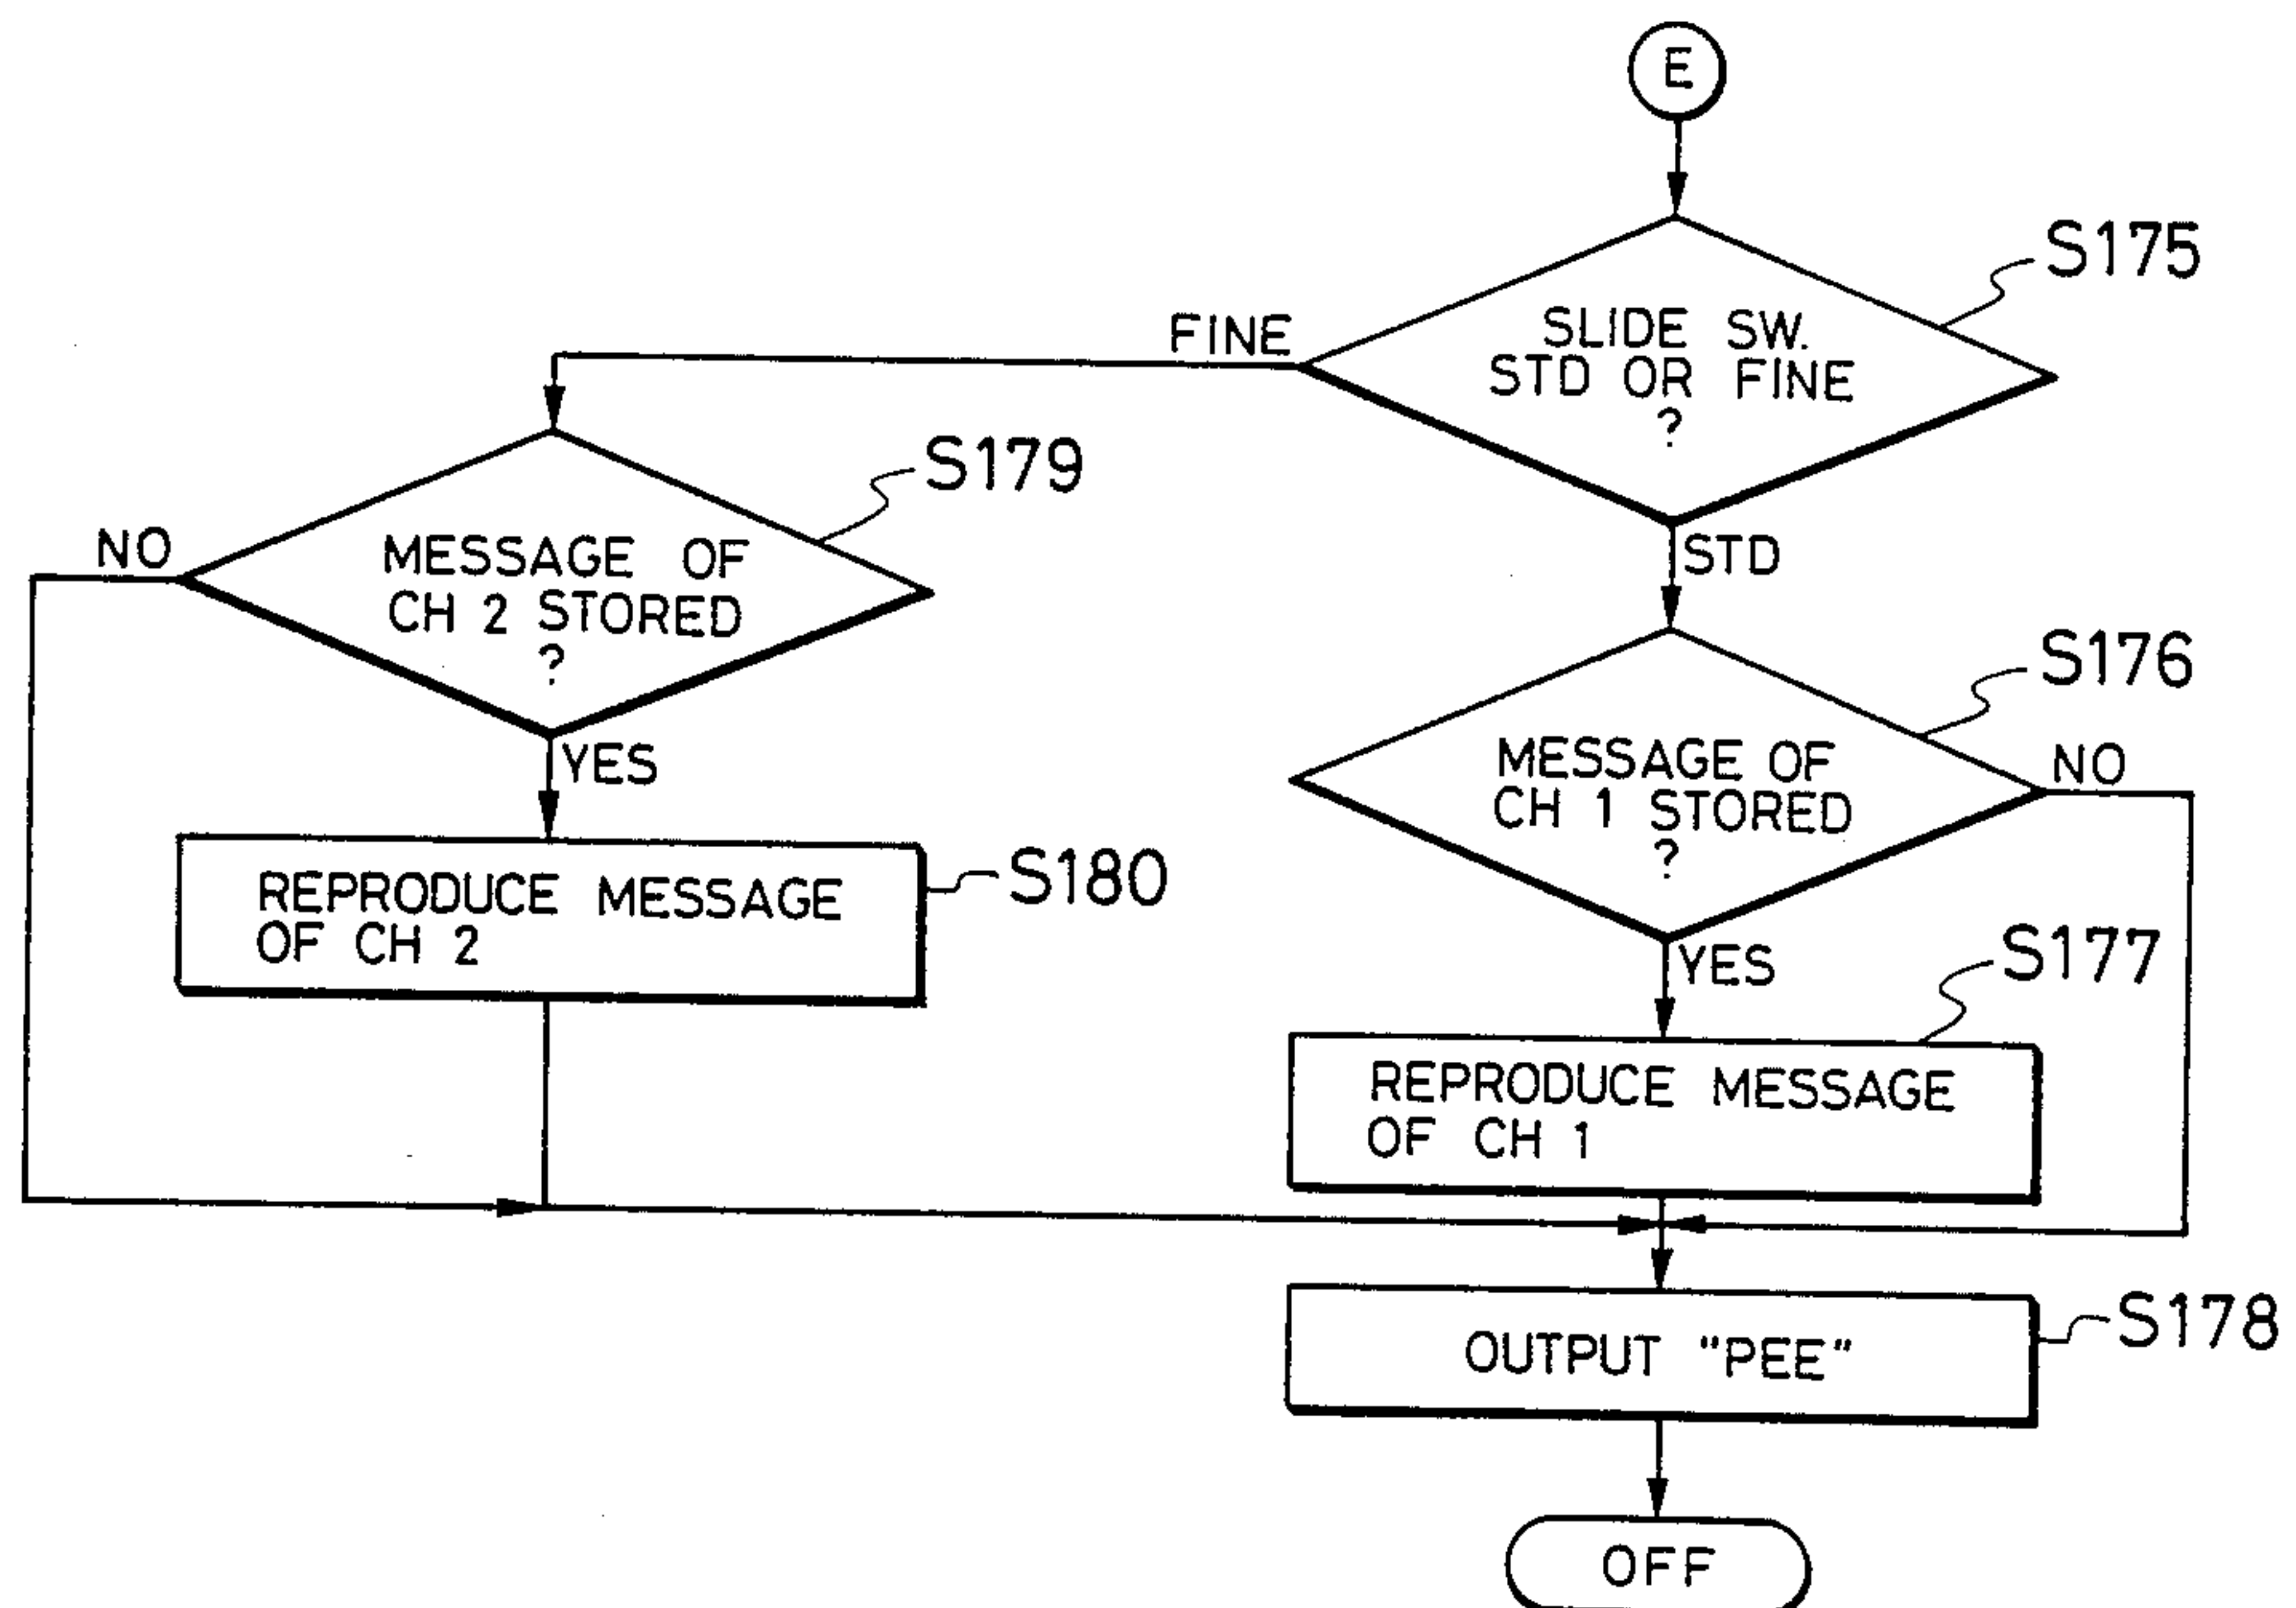 E
S175
SLIDE SW.
STD OR FINE
?
FINE
STD
S179
MESSAGE OF
CH 2 STORED
?
NO
YES
S176
MESSAGE OF
CH 1 STORED
?
NO
YES
S180
REPRODUCE MESSAGE
OF CH 2
S177
REPRODUCE MESSAGE
OF CH 1
S178
OUTPUT "PEE"
OFF